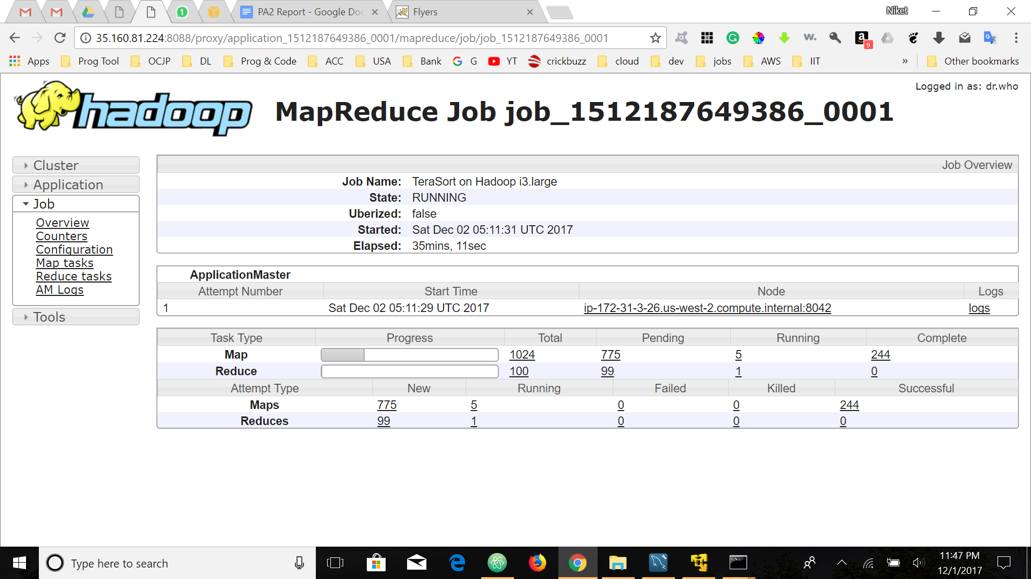 PA2 Report - Google Do
Flyers
Niket
35.160.81.224:8088/proxy/application_1512187649386_0001/mapreduce/job/job_1512187649386_0001
Apps Prog Tool OCJP DL Prog & Code ACC USA Bank G YT crickbuzz cloud dev jobs AWS IIT » Other bookmarks
Logged in as: dr.who
hadoop
MapReduce Job job_1512187649386_0001
Cluster
Application
Job
Overview
Counters
Configuration
Map tasks
Reduce tasks
AM Logs
Tools
Job Overview
Job Name: TeraSort on Hadoop i3.large
State: RUNNING
Uberized: false
Started: Sat Dec 02 05:11:31 UTC 2017
Elapsed: 35mins, 11sec
ApplicationMaster
Attempt Number Start Time Node Logs
1 Sat Dec 02 05:11:29 UTC 2017 ip-172-31-3-26.us-west-2.compute.internal:8042 logs
Task Type Progress Total Pending Running Complete
Map 1024 775 5 244
Reduce 100 99 1 0
Attempt Type New Running Failed Killed Successful
Maps 775 5 0 0 244
Reduces 99 1 0 0 0
Type here to search
11:47 PM
12/1/2017